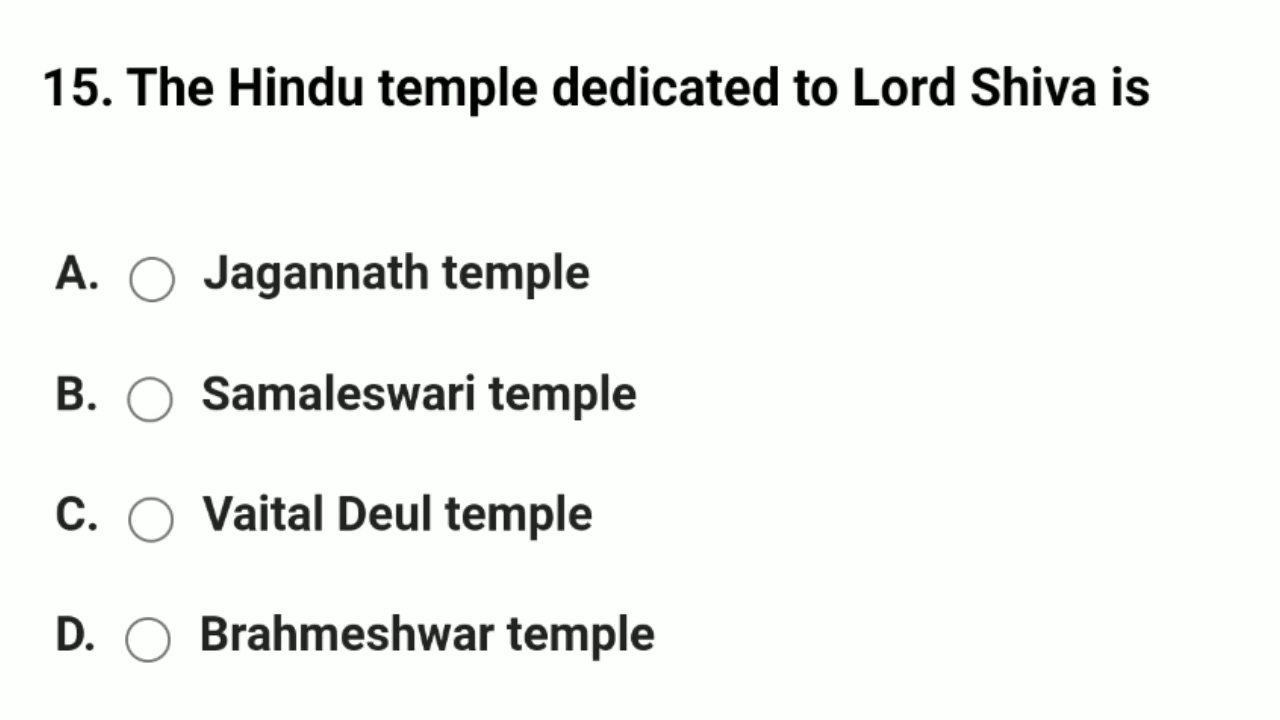 15. The Hindu temple dedicated to Lord Shiva is
A. Jagannath temple
B. Samaleswari temple
C. Vaital Deul temple
D. Brahmeshwar temple